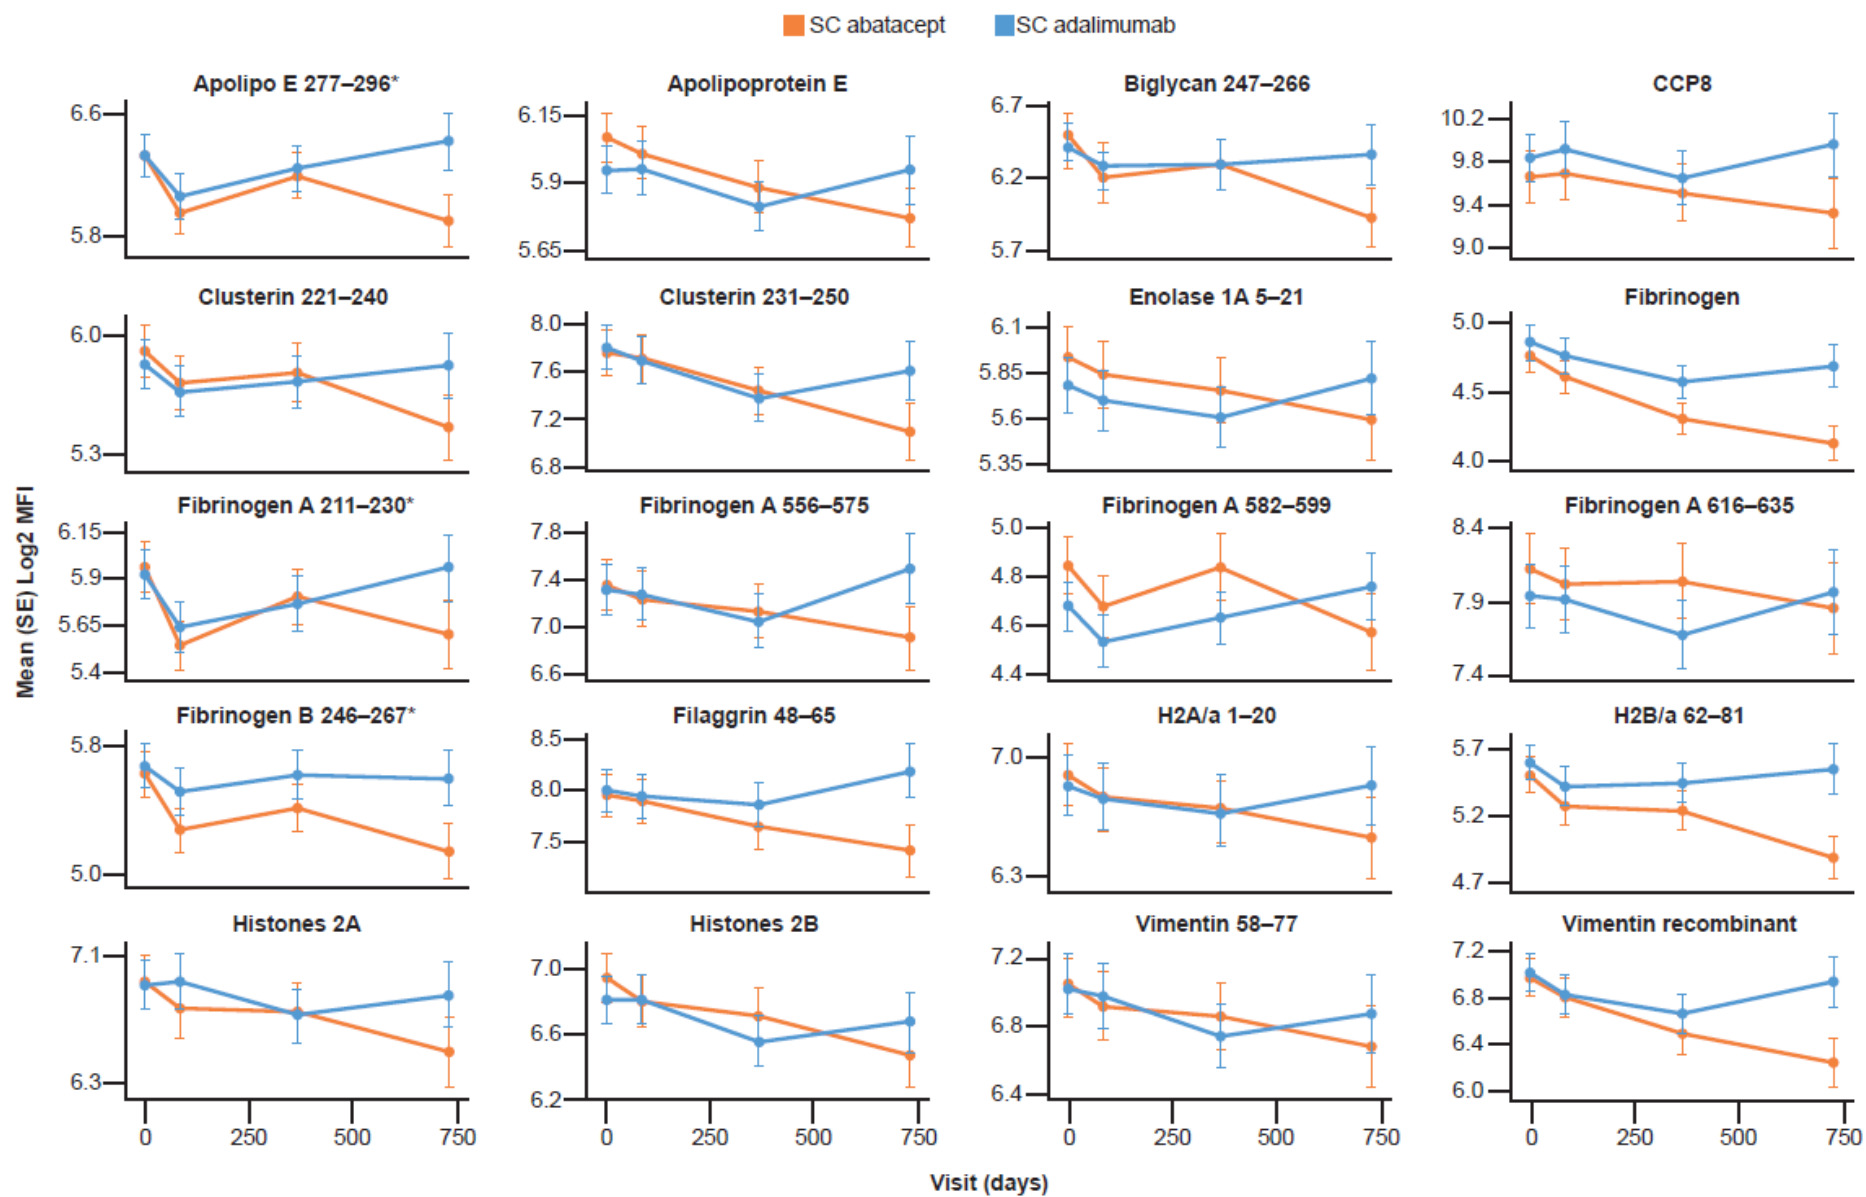 SC abatacept SC adalimumab
Apolipo E 277–296* Apolipoprotein E Biglycan 247–266 CCP8
6.6 6.15 6.7 10.2
5.9 6.2 9.8
9.4
5.8 5.65 5.7 9.0
Clusterin 221–240 Clusterin 231–250 Enolase 1A 5–21 Fibrinogen
6.0 8.0 6.1 5.0
7.6 5.85 4.5
7.2 5.6
5.3 6.8 5.35 4.0
Mean (SE) Log2 MFI
Fibrinogen A 211–230* Fibrinogen A 556–575 Fibrinogen A 582–599 Fibrinogen A 616–635
6.15 7.8 5.0 8.4
5.9 7.4 4.8 7.9
5.65 7.0 4.6
5.4 6.6 4.4 7.4
Fibrinogen B 246–267* Filaggrin 48–65 H2A/a 1–20 H2B/a 62–81
5.8 8.5 7.0 5.7
8.0 5.2
5.0 7.5 6.3 4.7
Histones 2A Histones 2B Vimentin 58–77 Vimentin recombinant
7.1 7.0 7.2 7.2
6.6 6.8 6.8
6.4
6.3 6.2 6.4 6.0
0 250 500 750 0 250 500 750 0 250 500 750 0 250 500 750
Visit (days)